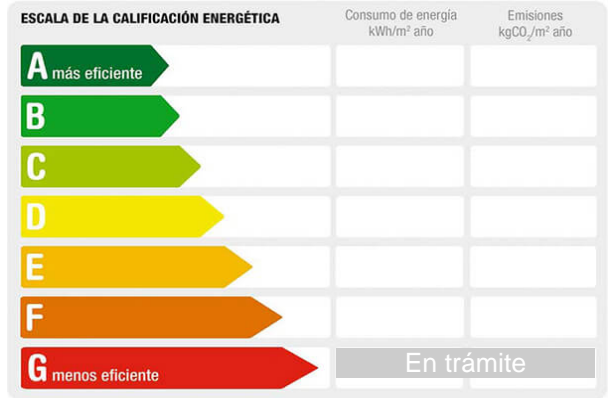 ESCALA DE LA CALIFICACIÓN ENERGÉTICA
Consumo de energía
kWh/m² año
Emisiones
kgCO₂/m² año
A más eficiente
B
C
D
E
F
G menos eficiente
En trámite